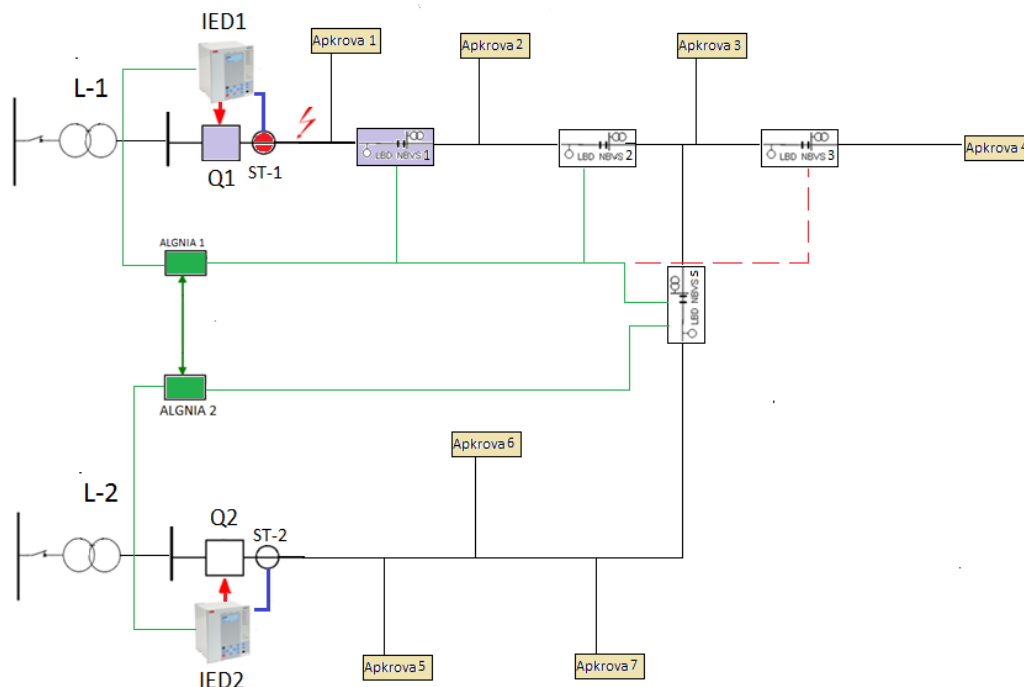 IED1
Apkrova 1
Apkrova 2
Apkrova 3
L-1
Q1
ST-1
LBD NBVS 1
LBD NBVS 2
LBD NBVS 3
Apkrova 4
ALGNIA 1
LBD NBVS S
ALGNIA 2
Apkrova 6
L-2
Q2
ST-2
IED2
Apkrova 5
Apkrova 7